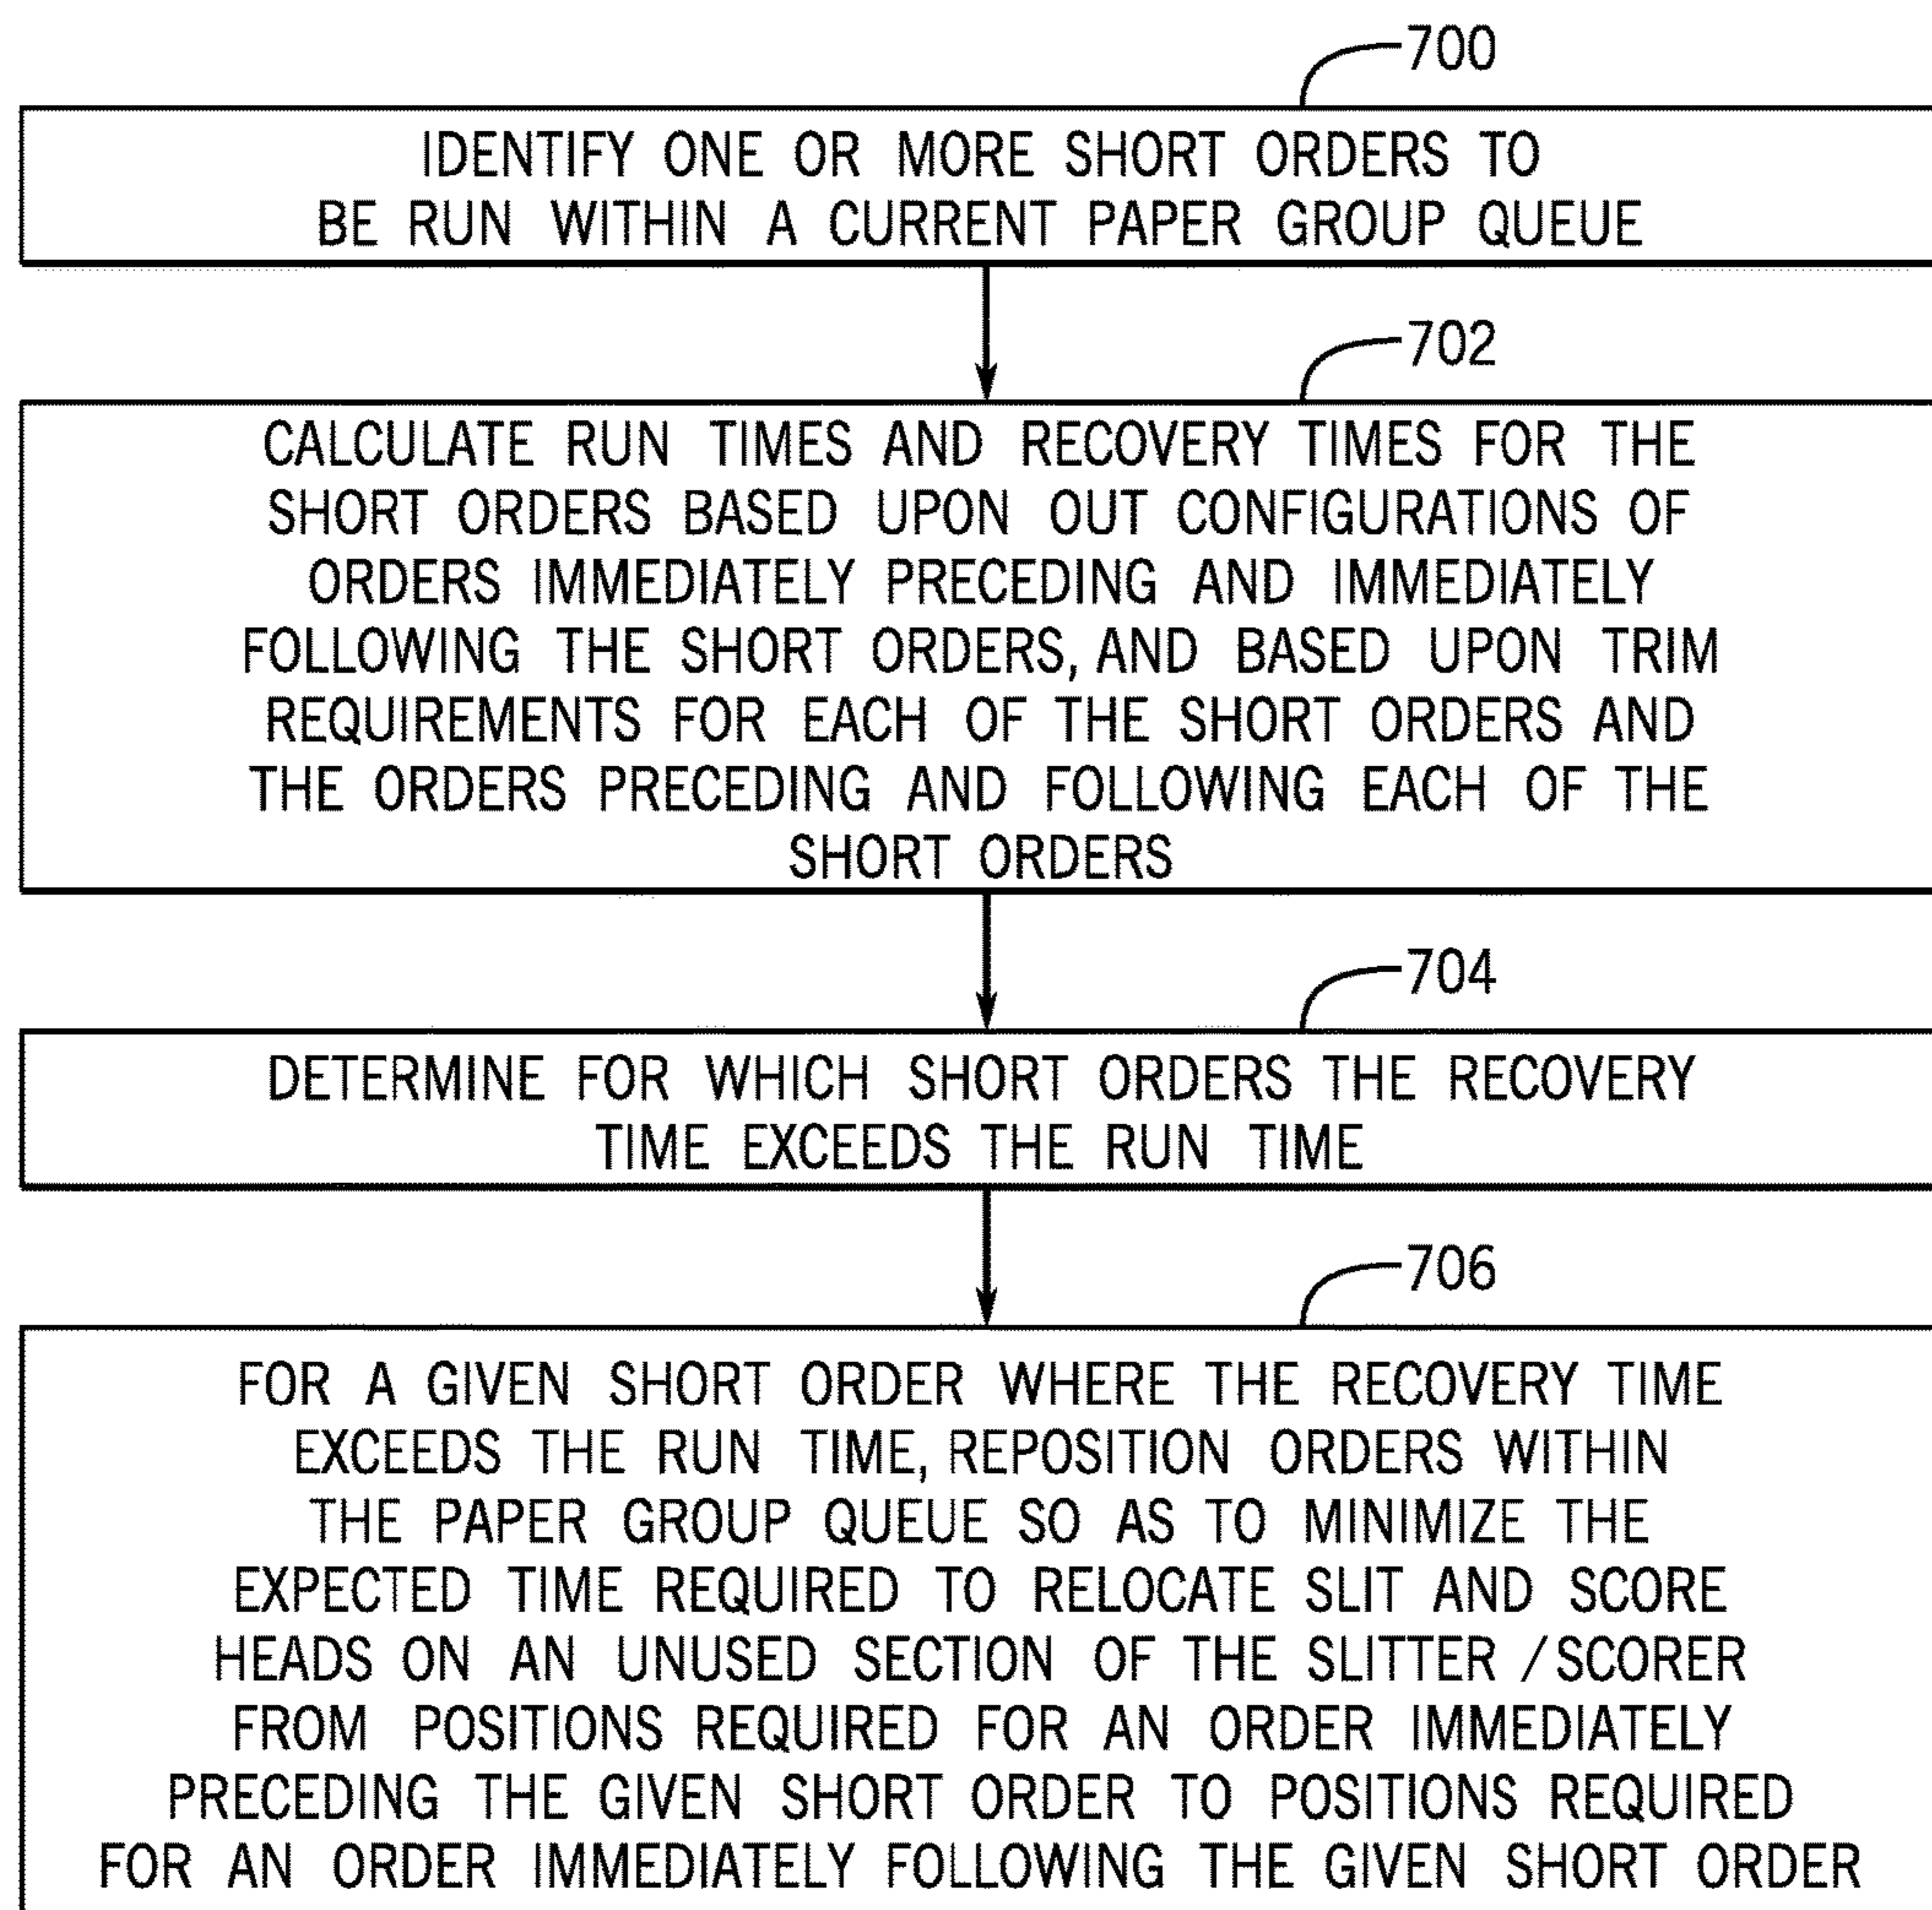 700
IDENTIFY ONE OR MORE SHORT ORDERS TO
BE RUN WITHIN A CURRENT PAPER GROUP QUEUE
702
CALCULATE RUN TIMES AND RECOVERY TIMES FOR THE
SHORT ORDERS BASED UPON OUT CONFIGURATIONS OF
ORDERS IMMEDIATELY PRECEDING AND IMMEDIATELY
FOLLOWING THE SHORT ORDERS, AND BASED UPON TRIM
REQUIREMENTS FOR EACH OF THE SHORT ORDERS AND
THE ORDERS PRECEDING AND FOLLOWING EACH OF THE
SHORT ORDERS
704
DETERMINE FOR WHICH SHORT ORDERS THE RECOVERY
TIME EXCEEDS THE RUN TIME
706
FOR A GIVEN SHORT ORDER WHERE THE RECOVERY TIME
EXCEEDS THE RUN TIME, REPOSITION ORDERS WITHIN
THE PAPER GROUP QUEUE SO AS TO MINIMIZE THE
EXPECTED TIME REQUIRED TO RELOCATE SLIT AND SCORE
HEADS ON AN UNUSED SECTION OF THE SLITTER /SCORER
FROM POSITIONS REQUIRED FOR AN ORDER IMMEDIATELY
PRECEDING THE GIVEN SHORT ORDER TO POSITIONS REQUIRED
FOR AN ORDER IMMEDIATELY FOLLOWING THE GIVEN SHORT ORDER